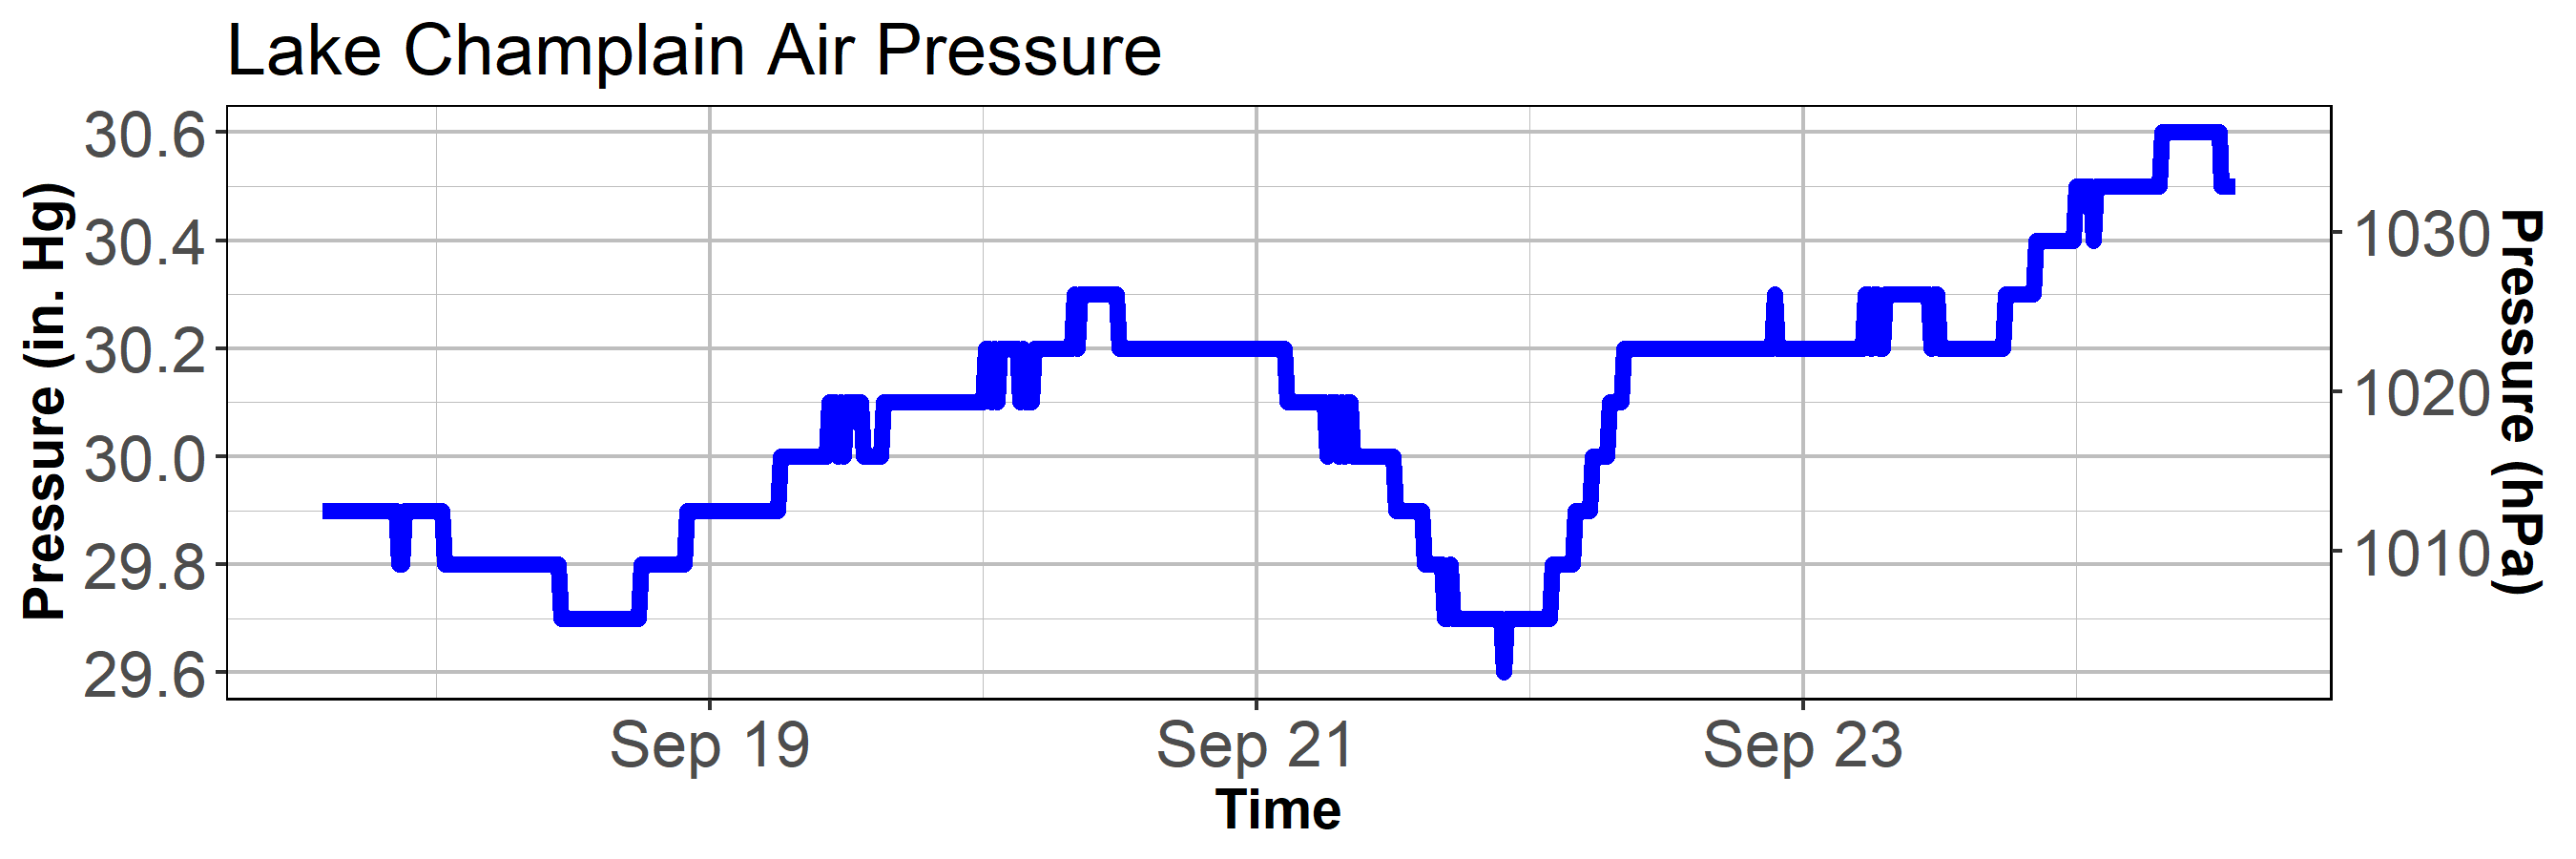 Lake Champlain Air Pressure
30.6
30.4
30.2
30.0
29.8
29.6
Pressure (in. Hg)
1030
1020
1010
Pressure (hPa)
Sep 19
Sep 21
Sep 23
Time